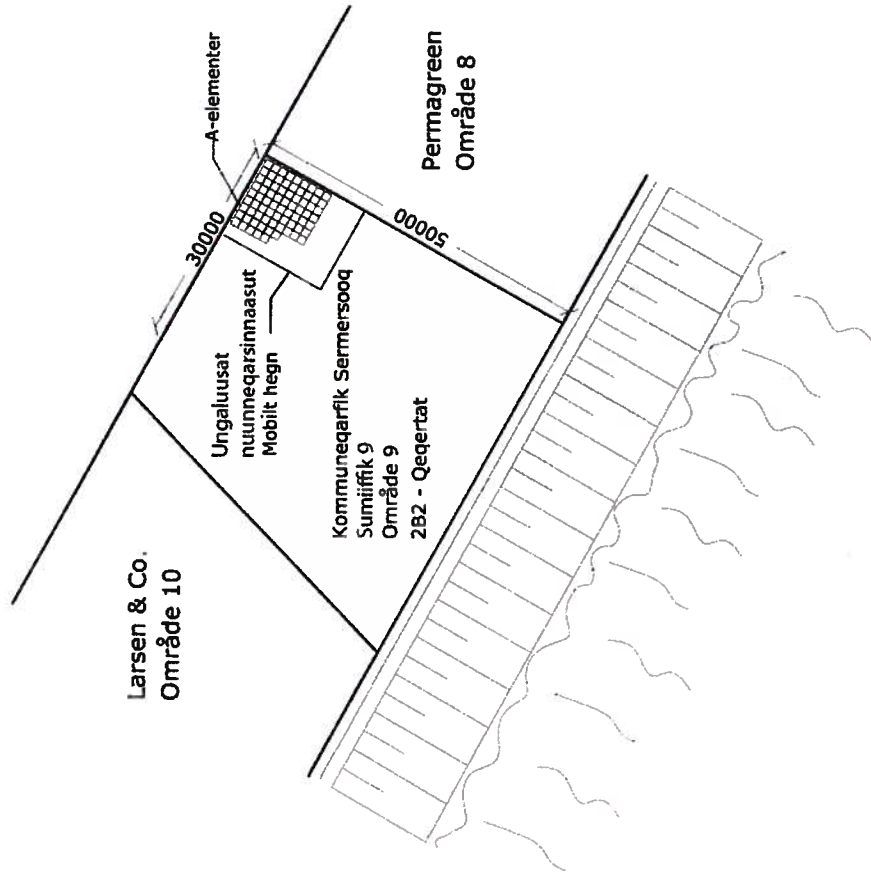 Larsen & Co.
Område 10
Ungaluusat
nuunneqarsinnaasut
Mobilt hegn
Kommuneqarfik Sermersooq
Sumiiffik 9
Område 9
2B2 - Qeqertat
30000
A-elementer
50000
Permagreen
Område 8